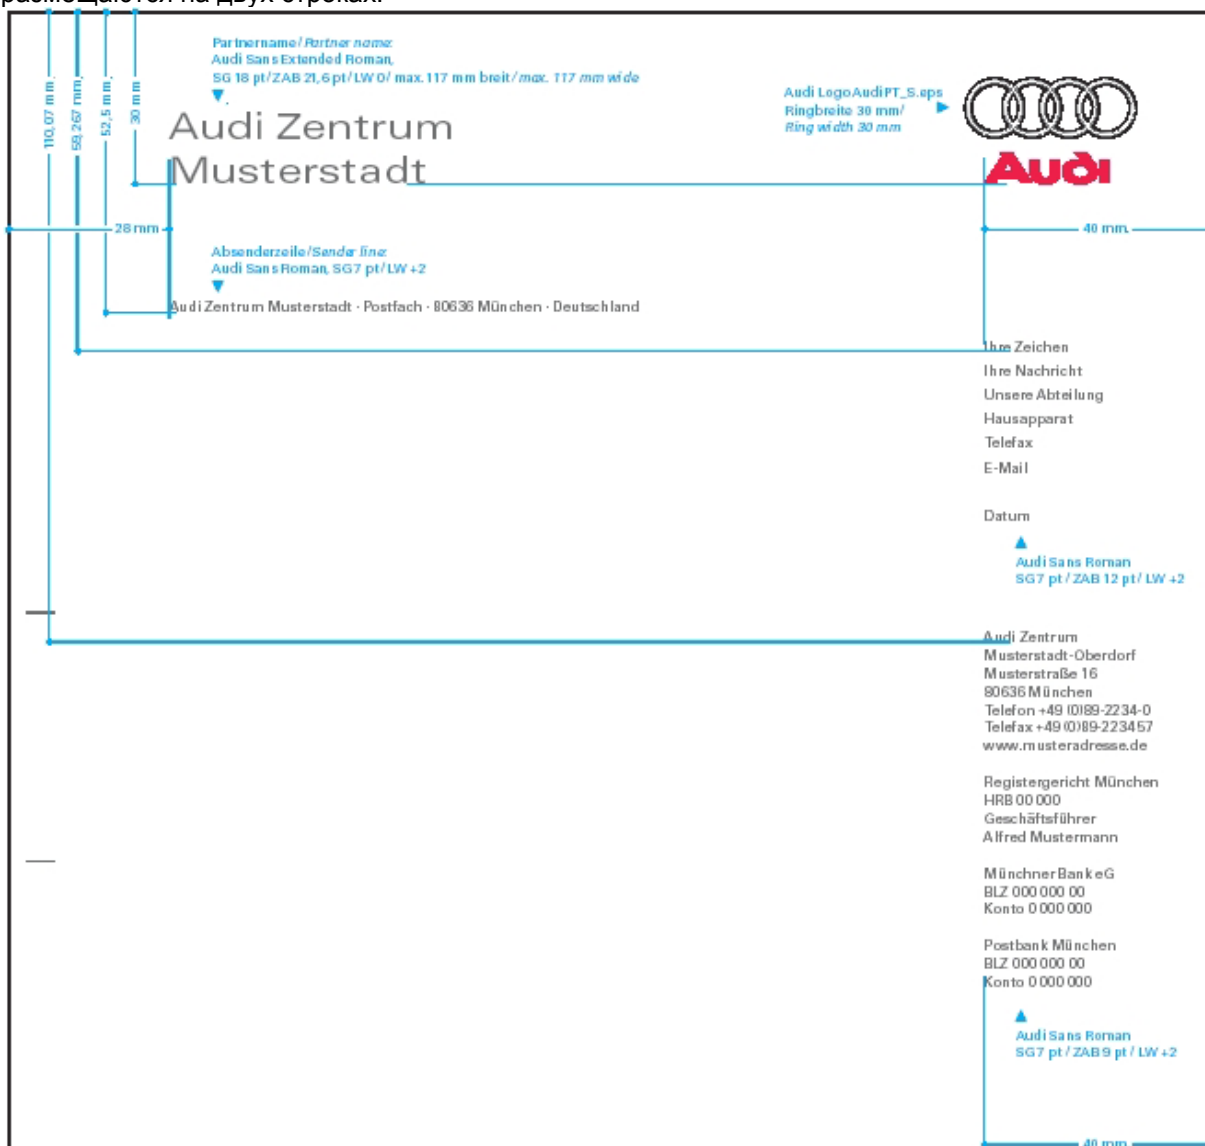 размещаются на двух строках.
Partnername/Partner name:
Audi Sans Extended Roman,
SG 18 pt/ZAB 21,6 pt/LW 0/ max. 117 mm breit/max. 117 mm wide
Audi Zentrum
Musterstadt
Audi Logo AudiPT_S.eps
Ringbreite 30 mm/
Ring width 30 mm
Audi
110,07 mm.
59,267 mm,
52,5 mm,
30 mm
28 mm
40 mm.
Absenderzeile/Sender line:
Audi Sans Roman, SG 7 pt/LW +2
Audi Zentrum Musterstadt · Postfach · 80636 München · Deutschland
Ihre Zeichen
Ihre Nachricht
Unsere Abteilung
Hausapparat
Telefax
E-Mail
Datum
Audi Sans Roman
SG 7 pt / ZAB 12 pt / LW +2
Audi Zentrum
Musterstadt-Oberdorf
Musterstraße 16
80636 München
Telefon +49 (0)89-2234-0
Telefax +49 (0)89-223457
www.musteradresse.de
Registergericht München
HRB 00 000
Geschäftsführer
Alfred Mustermann
Münchner Bank eG
BLZ 000 000 00
Konto 0 000 000
Postbank München
BLZ 000 000 00
Konto 0 000 000
Audi Sans Roman
SG 7 pt / ZAB 9 pt / LW +2
40 mm